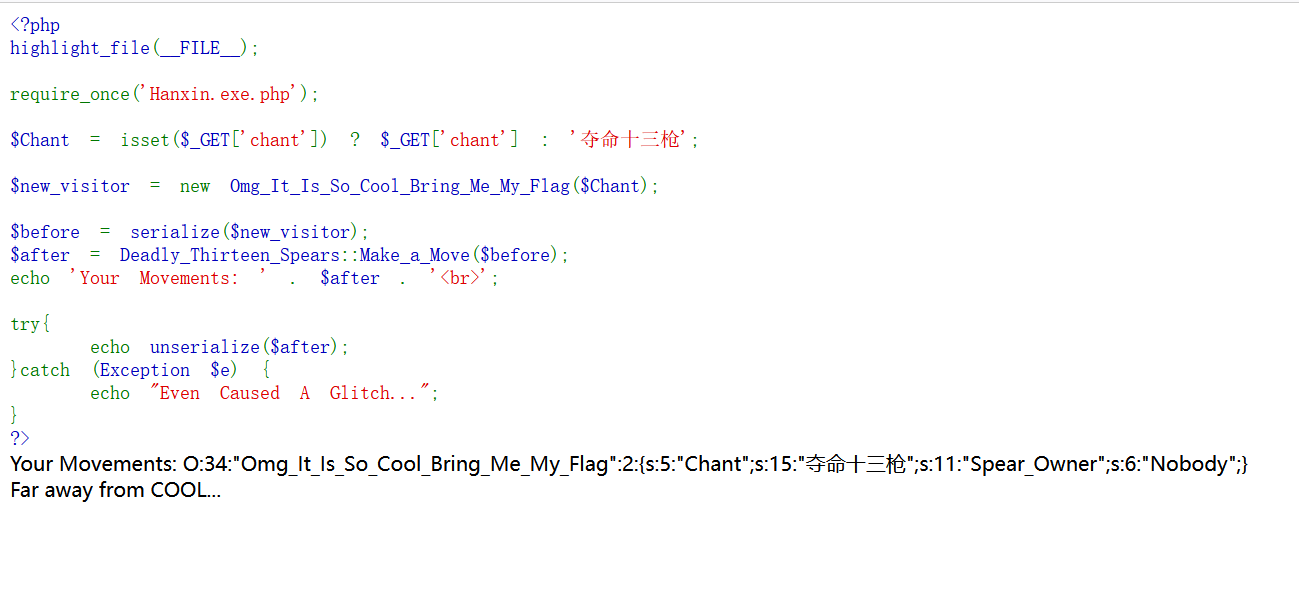 <?php
highlight_file(__FILE__);
require_once('Hanxin.exe.php');
$Chant = isset($_GET['chant']) ? $_GET['chant'] : '夺命十三枪';
$new_visitor = new Omg_It_Is_So_Cool_Bring_Me_My_Flag($Chant);
$before = serialize($new_visitor);
$after = Deadly_Thirteen_Spears::Make_a_Move($before);
echo 'Your Movements: ' . $after . '<br>';
try{
echo unserialize($after);
}catch (Exception $e) {
echo "Even Caused A Glitch...";
}
?>
Your Movements: O:34:"Omg_It_Is_So_Cool_Bring_Me_My_Flag":2:{s:5:"Chant";s:15:"夺命十三枪";s:11:"Spear_Owner";s:6:"Nobody";}
Far away from COOL...